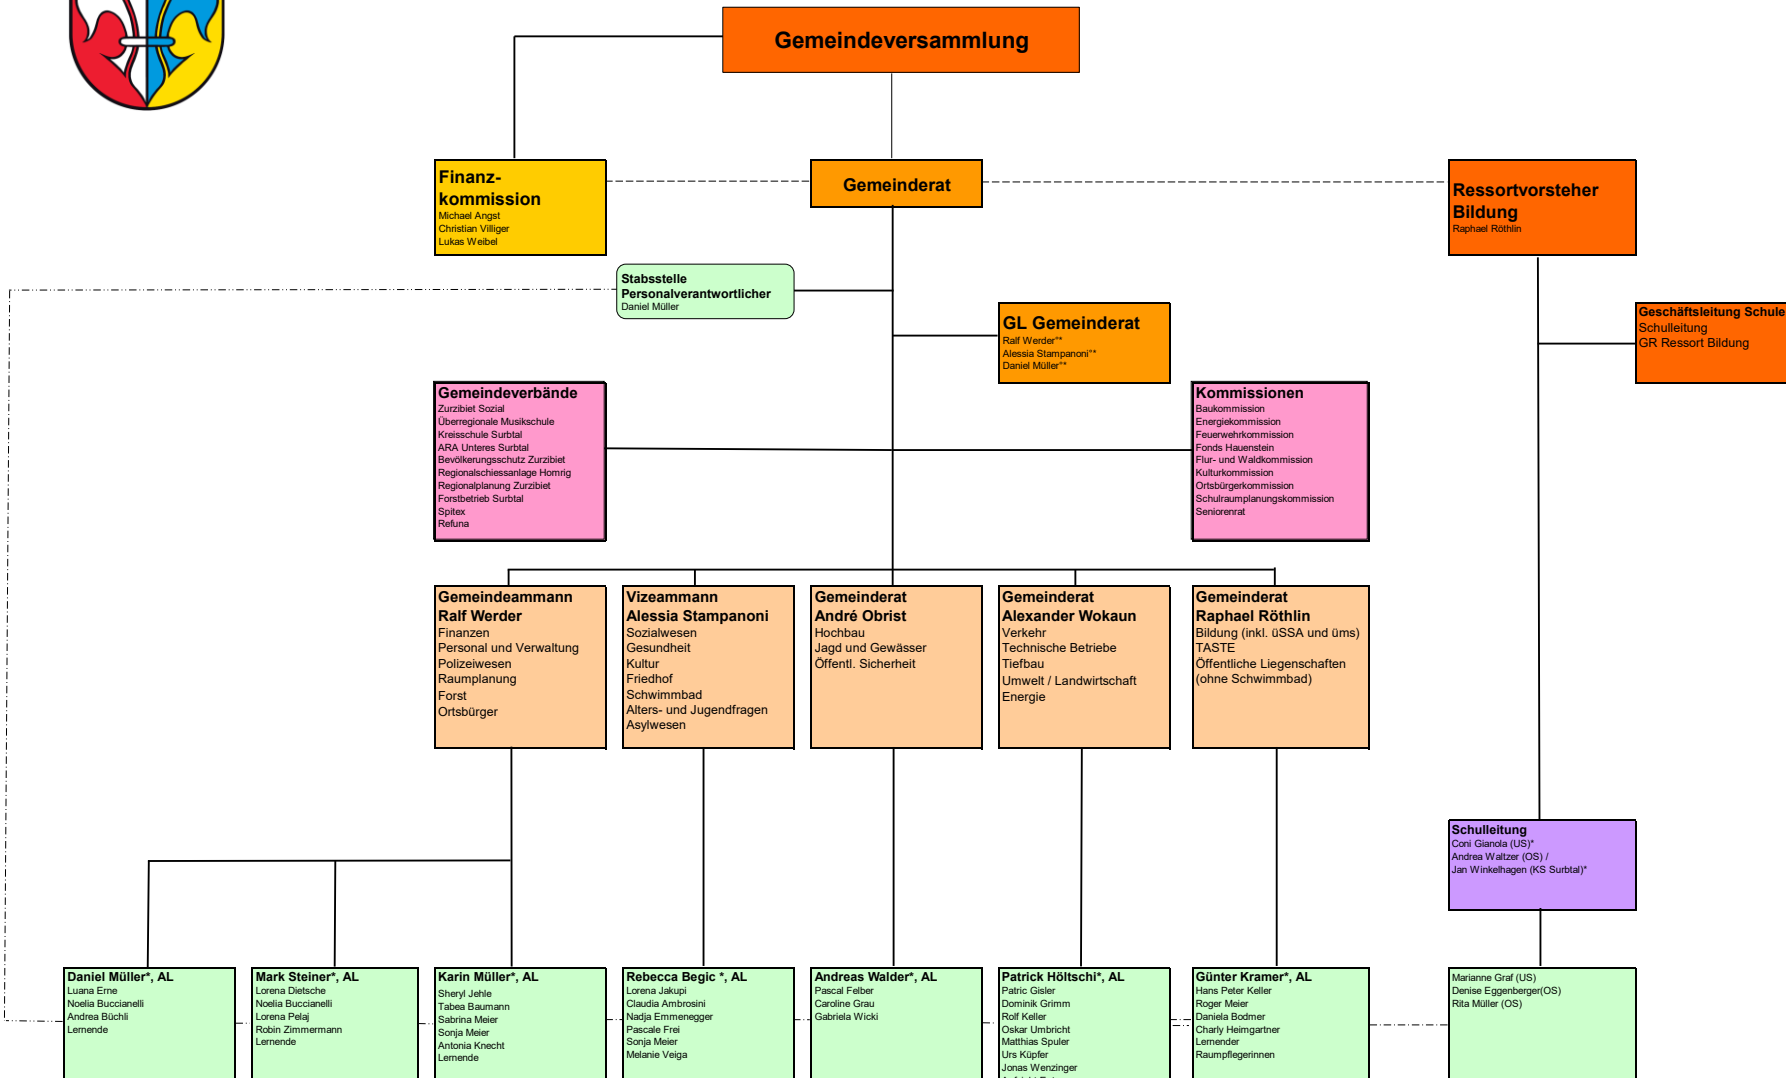 Gemeindeversammlung
Finanz-
kommission
Michael Angst
Christian Villiger
Lukas Weibel
Gemeinderat
Ressortvorsteher
Bildung
Raphael Röthlin
Stabsstelle
Personalverantwortlicher
Daniel Müller
GL Gemeinderat
Ralf Werder°*
Alessia Stampanoni°*
Daniel Müller°*
Geschäftsleitung Schule
Schulleitung
GR Ressort Bildung
Gemeindeverbände
Zurzibiet Sozial
Überregionale Musikschule
Kreisschule Surbtal
ARA Unteres Surbtal
Bevölkerungsschutz Zurzibiet
Regionalschiessanlage Homrig
Regionalplanung Zurzibiet
Forstbetrieb Surbtal
Spitex
Refuna
Kommissionen
Baukommission
Energiekommission
Feuerwehrkommission
Fonds Hauenstein
Flur- und Waldkommission
Kulturkommission
Ortsbürgerkommission
Schulraumplanungskommission
Seniorenrat
Gemeindeammann
Ralf Werder
Finanzen
Personal und Verwaltung
Polizeiwesen
Raumplanung
Forst
Ortsbürger
Vizeammann
Alessia Stampanoni
Sozialwesen
Gesundheit
Kultur
Friedhof
Schwimmbad
Alters- und Jugendfragen
Asylwesen
Gemeinderat
André Obrist
Hochbau
Jagd und Gewässer
Öffentl. Sicherheit
Gemeinderat
Alexander Wokaun
Verkehr
Technische Betriebe
Tiefbau
Umwelt / Landwirtschaft
Energie
Gemeinderat
Raphael Röthlin
Bildung (inkl. üSSA und üms)
TASTE
Öffentliche Liegenschaften
(ohne Schwimmbad)
Schulleitung
Coni Gianola (US)*
Andrea Waltzer (OS) /
Jan Winkelhagen (KS Surbtal)*
Daniel Müller*, AL
Luana Erne
Noelia Buccianelli
Andrea Büchli
Lernende
Mark Steiner*, AL
Lorena Dietsche
Noelia Buccianelli
Lorena Pelaj
Robin Zimmermann
Lernende
Karin Müller*, AL
Sheryl Jehle
Tabea Baumann
Sabrina Meier
Sonja Meier
Antonia Knecht
Lernende
Rebecca Begic *, AL
Lorena Jakupi
Claudia Ambrosini
Nadja Emmenegger
Pascale Frei
Sonja Meier
Melanie Veiga
Andreas Walder*, AL
Pascal Felber
Caroline Grau
Gabriela Wicki
Patrick Höltschi*, AL
Patric Gisler
Dominik Grimm
Rolf Keller
Oskar Umbricht
Matthias Spuler
Urs Küpfer
Jonas Wenzinger
Günter Kramer*, AL
Hans Peter Keller
Roger Meier
Daniela Bodmer
Charly Heimgartner
Lernender
Raumpflegerinnen
Marianne Graf (US)
Denise Eggenberger(OS)
Rita Müller (OS)